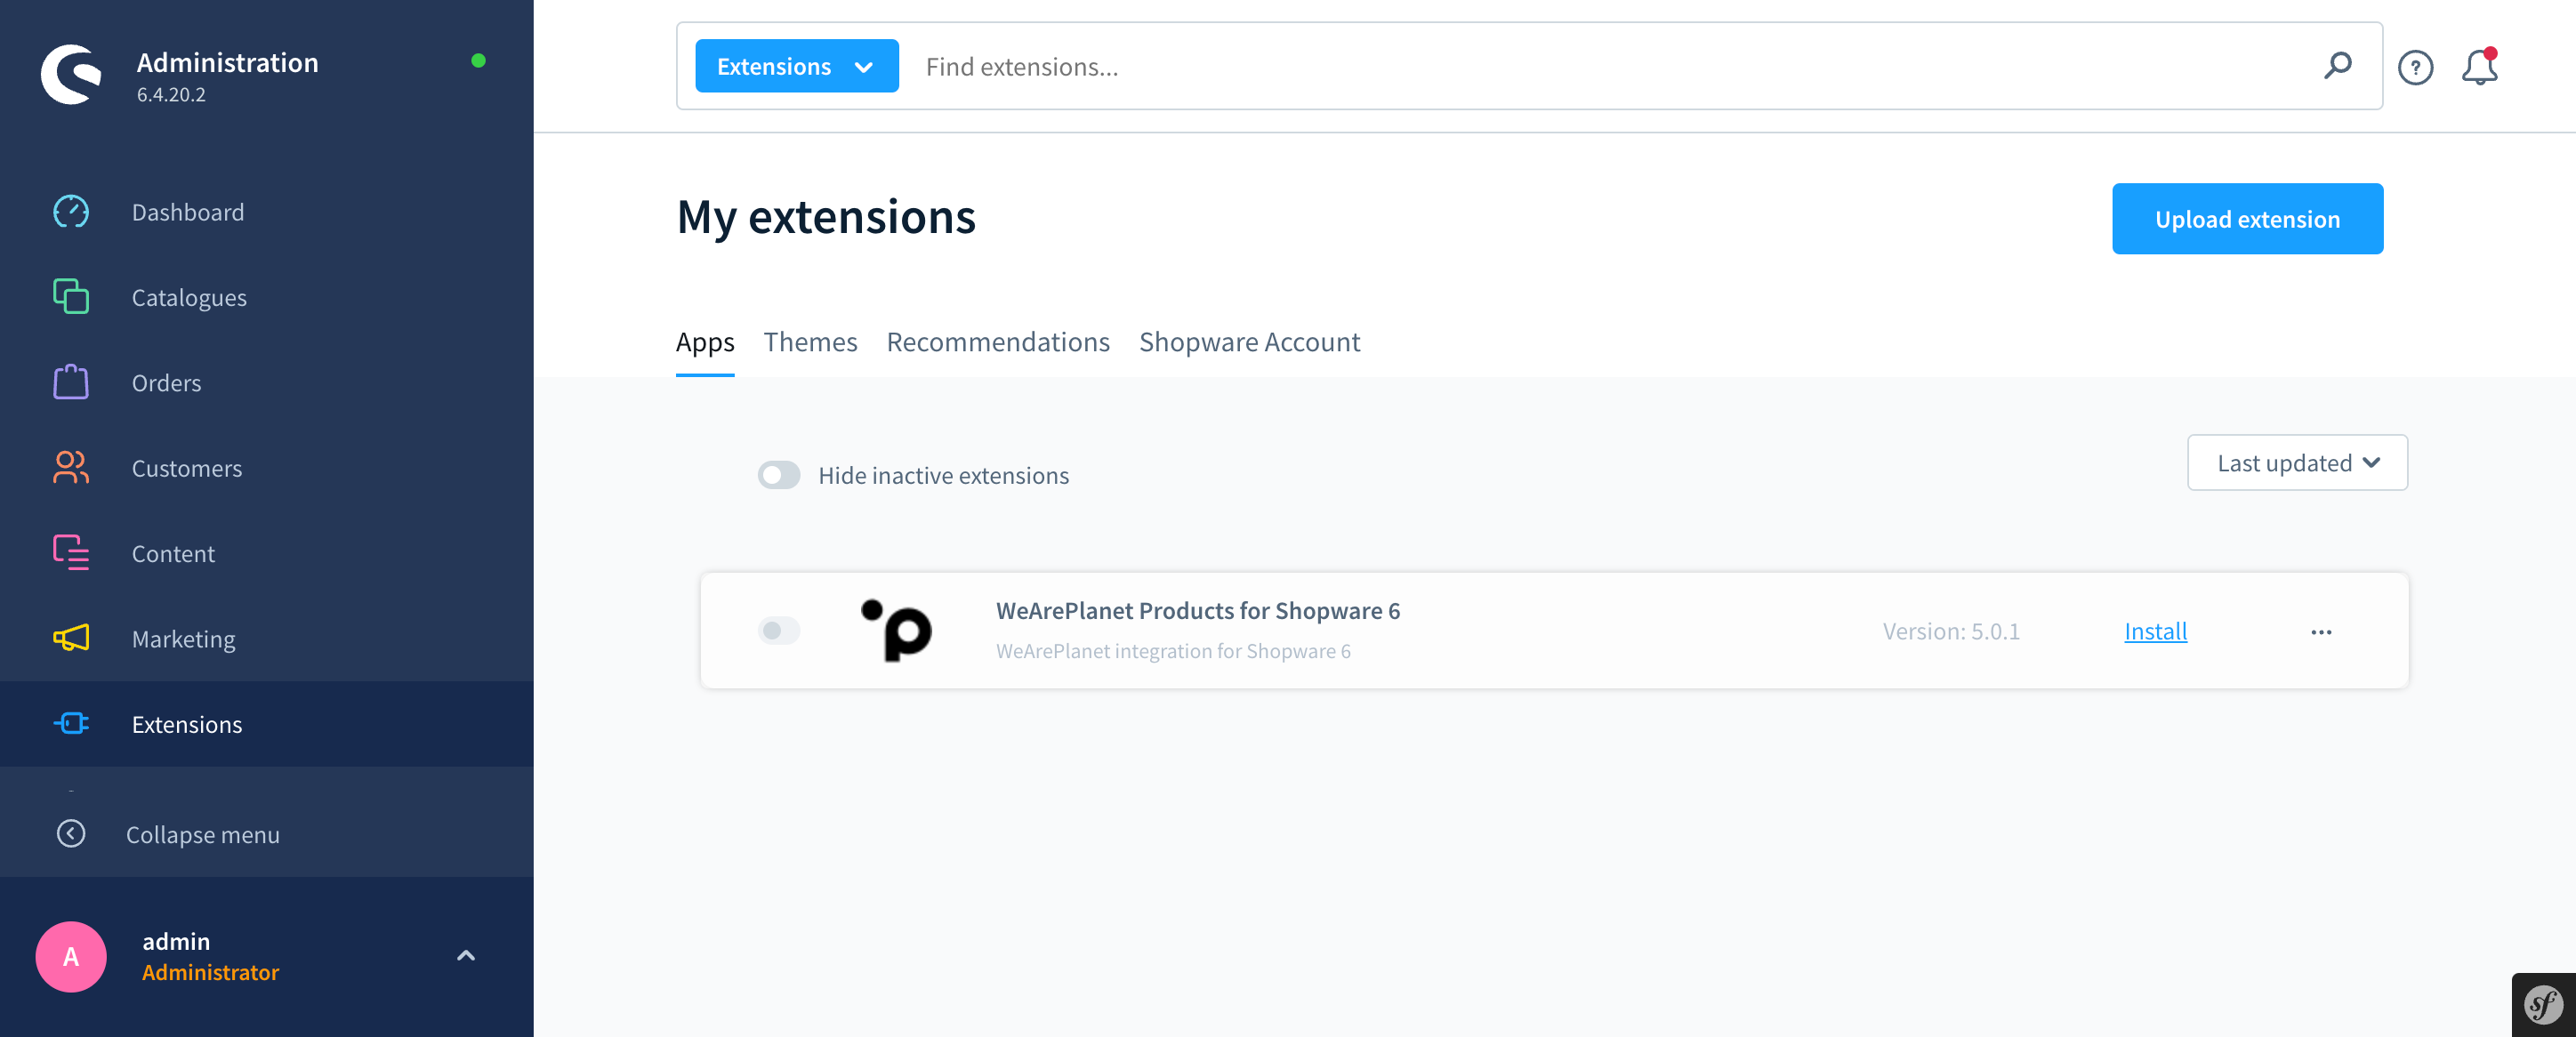 Administration
6.4.20.2
Dashboard
Catalogues
Orders
Customers
Content
Marketing
Extensions
Collapse menu
A
admin
Administrator
Extensions
Find extensions...
?
My extensions
Upload extension
Apps Themes Recommendations Shopware Account
Hide inactive extensions
Last updated
WeArePlanet Products for Shopware 6
WeArePlanet integration for Shopware 6
Version: 5.0.1
Install
sf